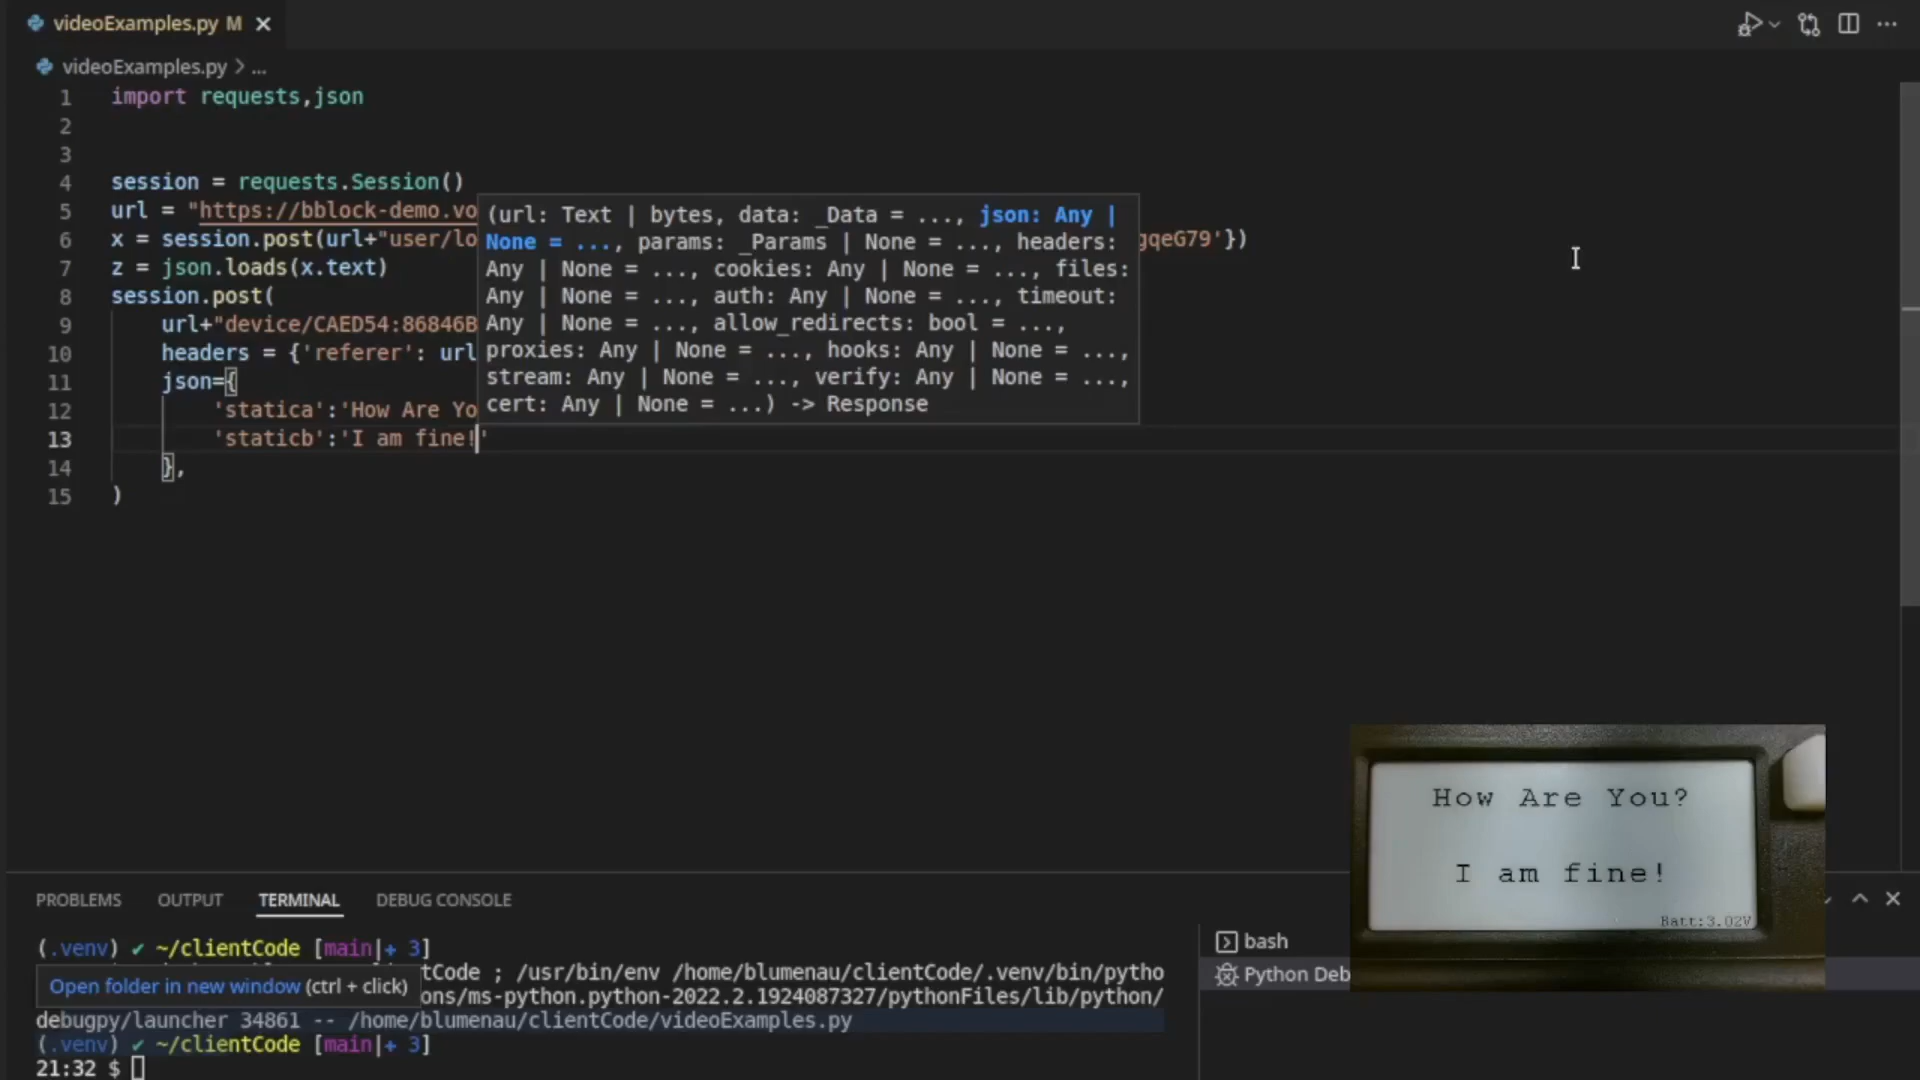 videoExamples.py M
videoExamples.py > ...
1 import requests,json
2
3
4 session = requests.Session()
5 url = "https://bblock-demo.vo
6 x = session.post(url+"user/lo gqeG79'})
7 z = json.loads(x.text)
8 session.post(
9 url+"device/CAED54:86846B
10 headers = {'referer': url
11 json={
12 'statica':'How Are Yo
13 'staticb':'I am fine!'
14 },
15 )
(url: Text | bytes, data: _Data = ..., json: Any |
None = ..., params: _Params | None = ..., headers:
Any | None = ..., cookies: Any | None = ..., files:
Any | None = ..., auth: Any | None = ..., timeout:
Any | None = ..., allow_redirects: bool = ...,
proxies: Any | None = ..., hooks: Any | None = ...,
stream: Any | None = ..., verify: Any | None = ...,
cert: Any | None = ...) -> Response
How Are You?
I am fine!
Batt:3.02V
PROBLEMS OUTPUT TERMINAL DEBUG CONSOLE
(.venv) ✔ ~/clientCode [main|+ 3]
tCode ; /usr/bin/env /home/blumenau/clientCode/.venv/bin/pytho
Open folder in new window (ctrl + click)
ons/ms-python.python-2022.2.1924087327/pythonFiles/lib/python/
debugpy/launcher 34861 -- /home/blumenau/clientCode/videoExamples.py
(.venv) ✔ ~/clientCode [main|+ 3]
21:32 $
bash
Python Deb